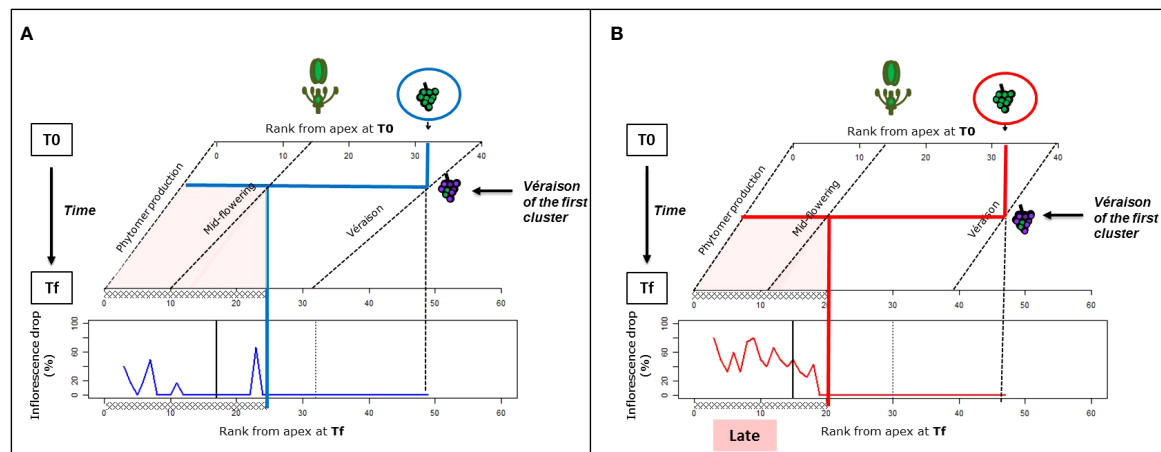 A
Rank from apex at T0
T0
0 10 20 30 40
Phytomer production
Mid-flowering
Véraison
Time
Véraison
of the first
cluster
Tf
0 10 20 30 40 50 60
Inflorescence drop
(%)
0 20 60 100
0 10 20 30 40 50 60
Rank from apex at Tf
B
Rank from apex at T0
T0
0 10 20 30 40
Phytomer production
Mid-flowering
Véraison
Time
Véraison of the first
cluster
Tf
0 10 20 30 40 50 60
Inflorescence drop
(%)
0 20 60 100
0 10 20 30 40 50 60
Late
Rank from apex at Tf